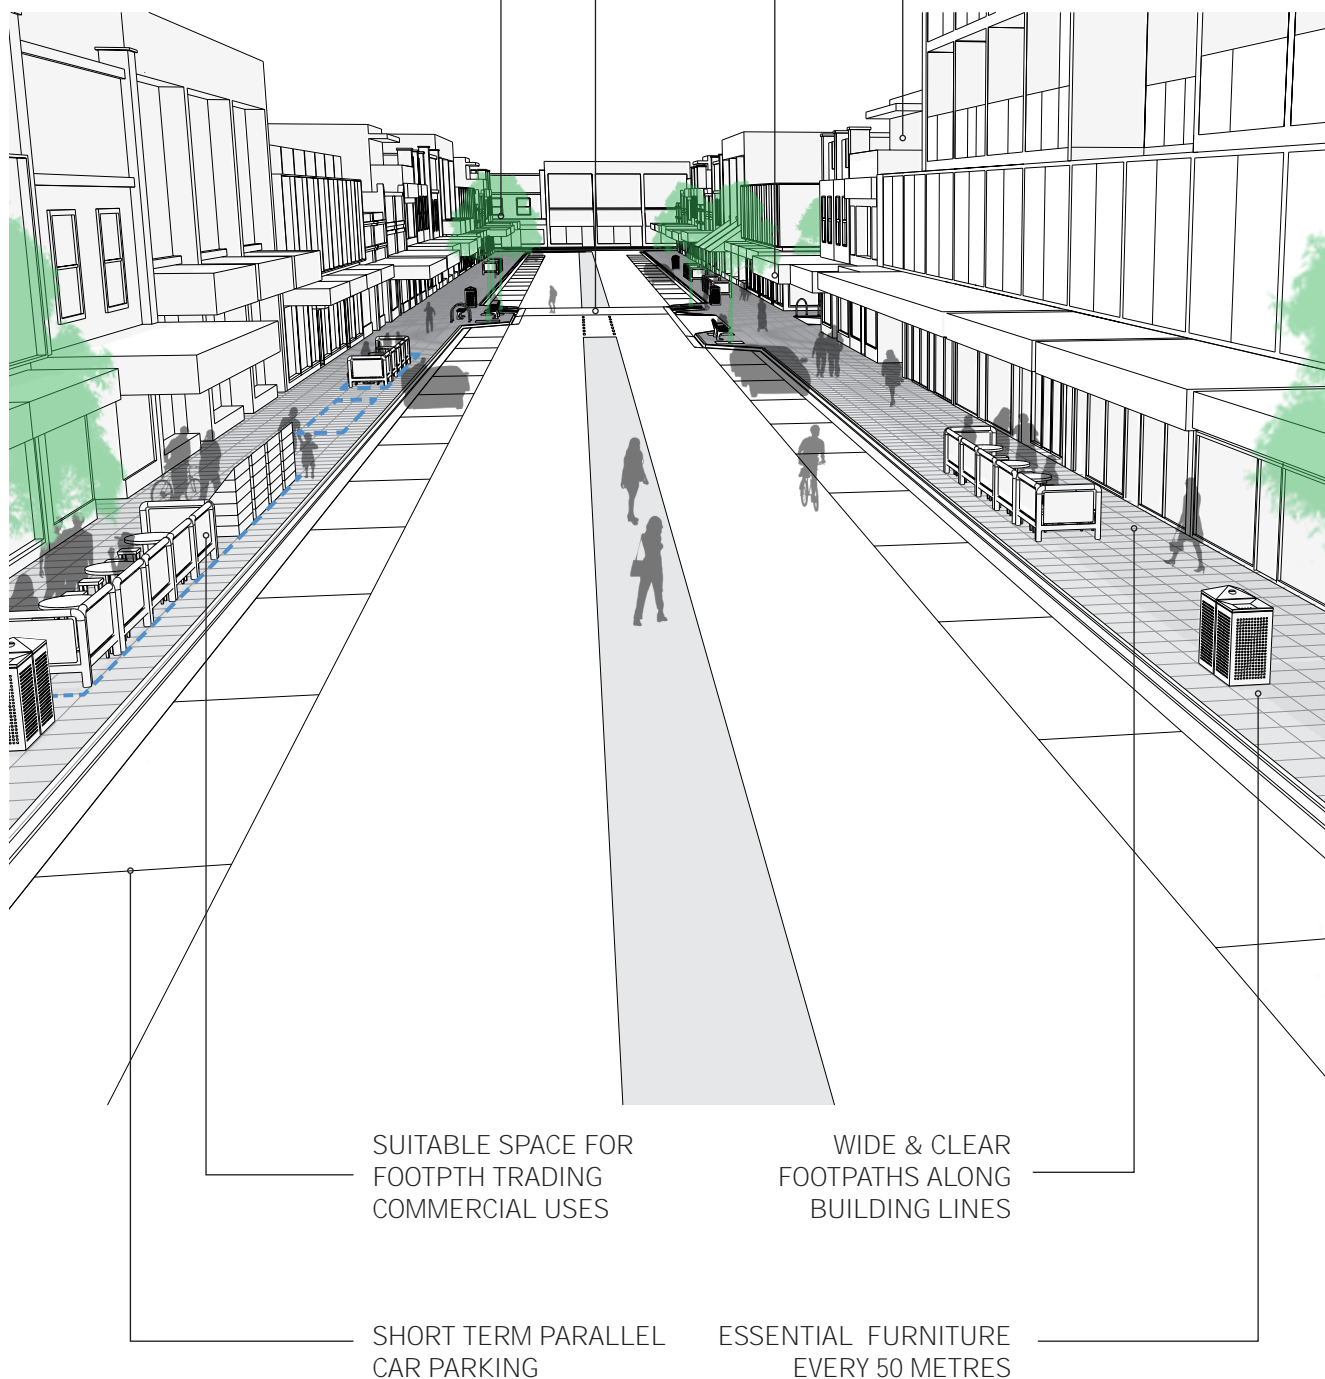 SUITABLE SPACE FOR
FOOTPTH TRADING
COMMERCIAL USES
WIDE & CLEAR
FOOTPATHS ALONG
BUILDING LINES
SHORT TERM PARALLEL
CAR PARKING
ESSENTIAL FURNITURE
EVERY 50 METRES